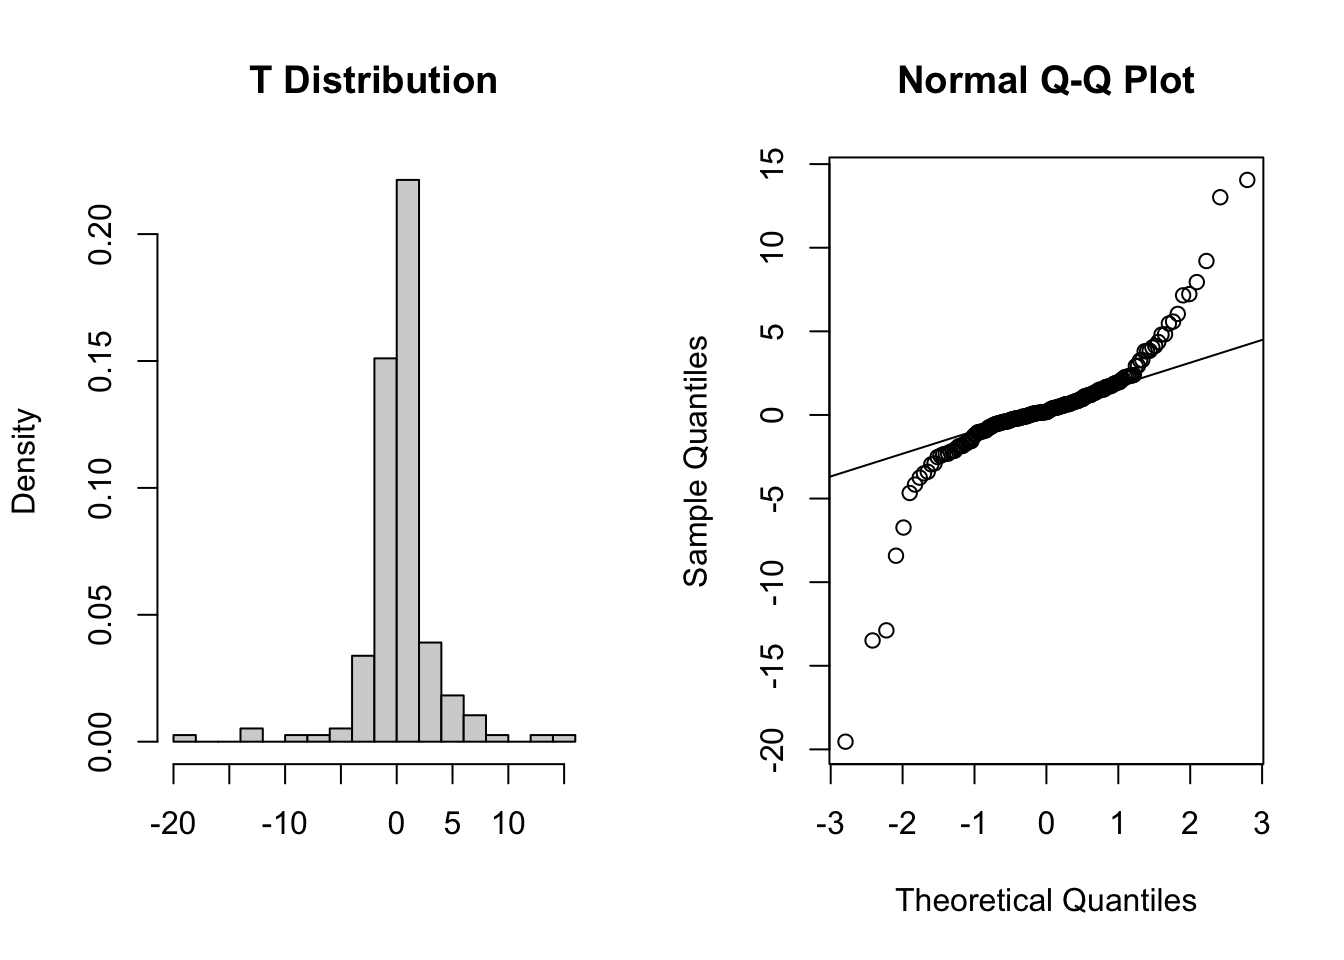 T Distribution
Density
0.00 0.05 0.10 0.15 0.20
-20 -10 0 5 10
Normal Q-Q Plot
Sample Quantiles
-20 -15 -10 -5 0 5 10 15
-3 -2 -1 0 1 2 3
Theoretical Quantiles